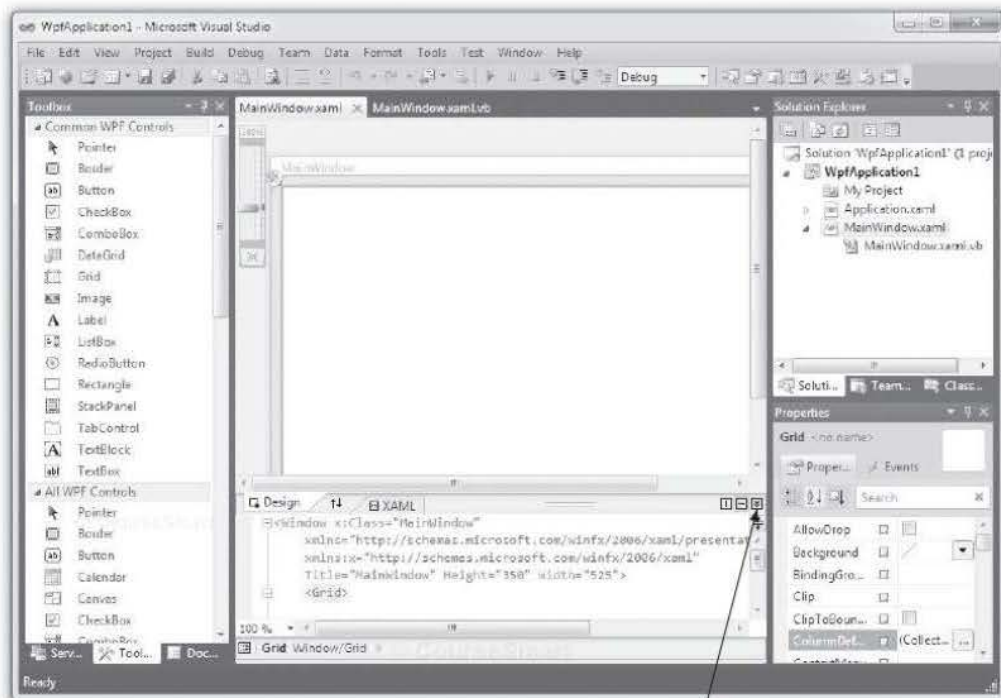 WpfApplication1 - Microsoft Visual Studio
File Edit View Project Build Debug Team Data Format Tools Test Window Help
Debug
Toolbox
Common WPF Controls
Pointer
Border
Button
CheckBox
ComboBox
DataGrid
Grid
Image
Label
ListBox
RadioButton
Rectangle
StackPanel
TabControl
TextBlock
TextBox
All WPF Controls
Pointer
Border
Button
Calendar
Canvas
CheckBox
ComboBox
Serv... Tool... Doc...
MainWindow.xaml MainWindow.xaml.vb
MainWindow
Design XAML
<Window x:Class="MainWindow"
xmlns="http://schemas.microsoft.com/winfx/2006/xaml/presentat
xmlns:x="http://schemas.microsoft.com/winfx/2006/xaml"
Title="MainWindow" Height="350" Width="525">
<Grid>
100 %
Grid Window/Grid
Solution Explorer
Solution 'WpfApplication1' (1 proj
WpfApplication1
My Project
Application.xaml
MainWindow.xaml
MainWindow.xaml.vb
Soluti... Team... Class...
Properties
Grid <no name>
Proper... Events
Search
AllowDrop
Background
BindingGro...
Clip
ClipToBoun...
ColumnDef... (Collect...
Ready